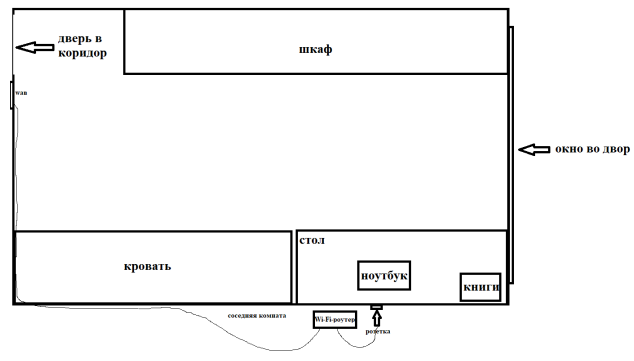 дверь в
коридор
шкаф
wan
окно во двор
стол
кровать
ноутбук
книги
соседняя комната
Wi-Fi-роутер
розетка